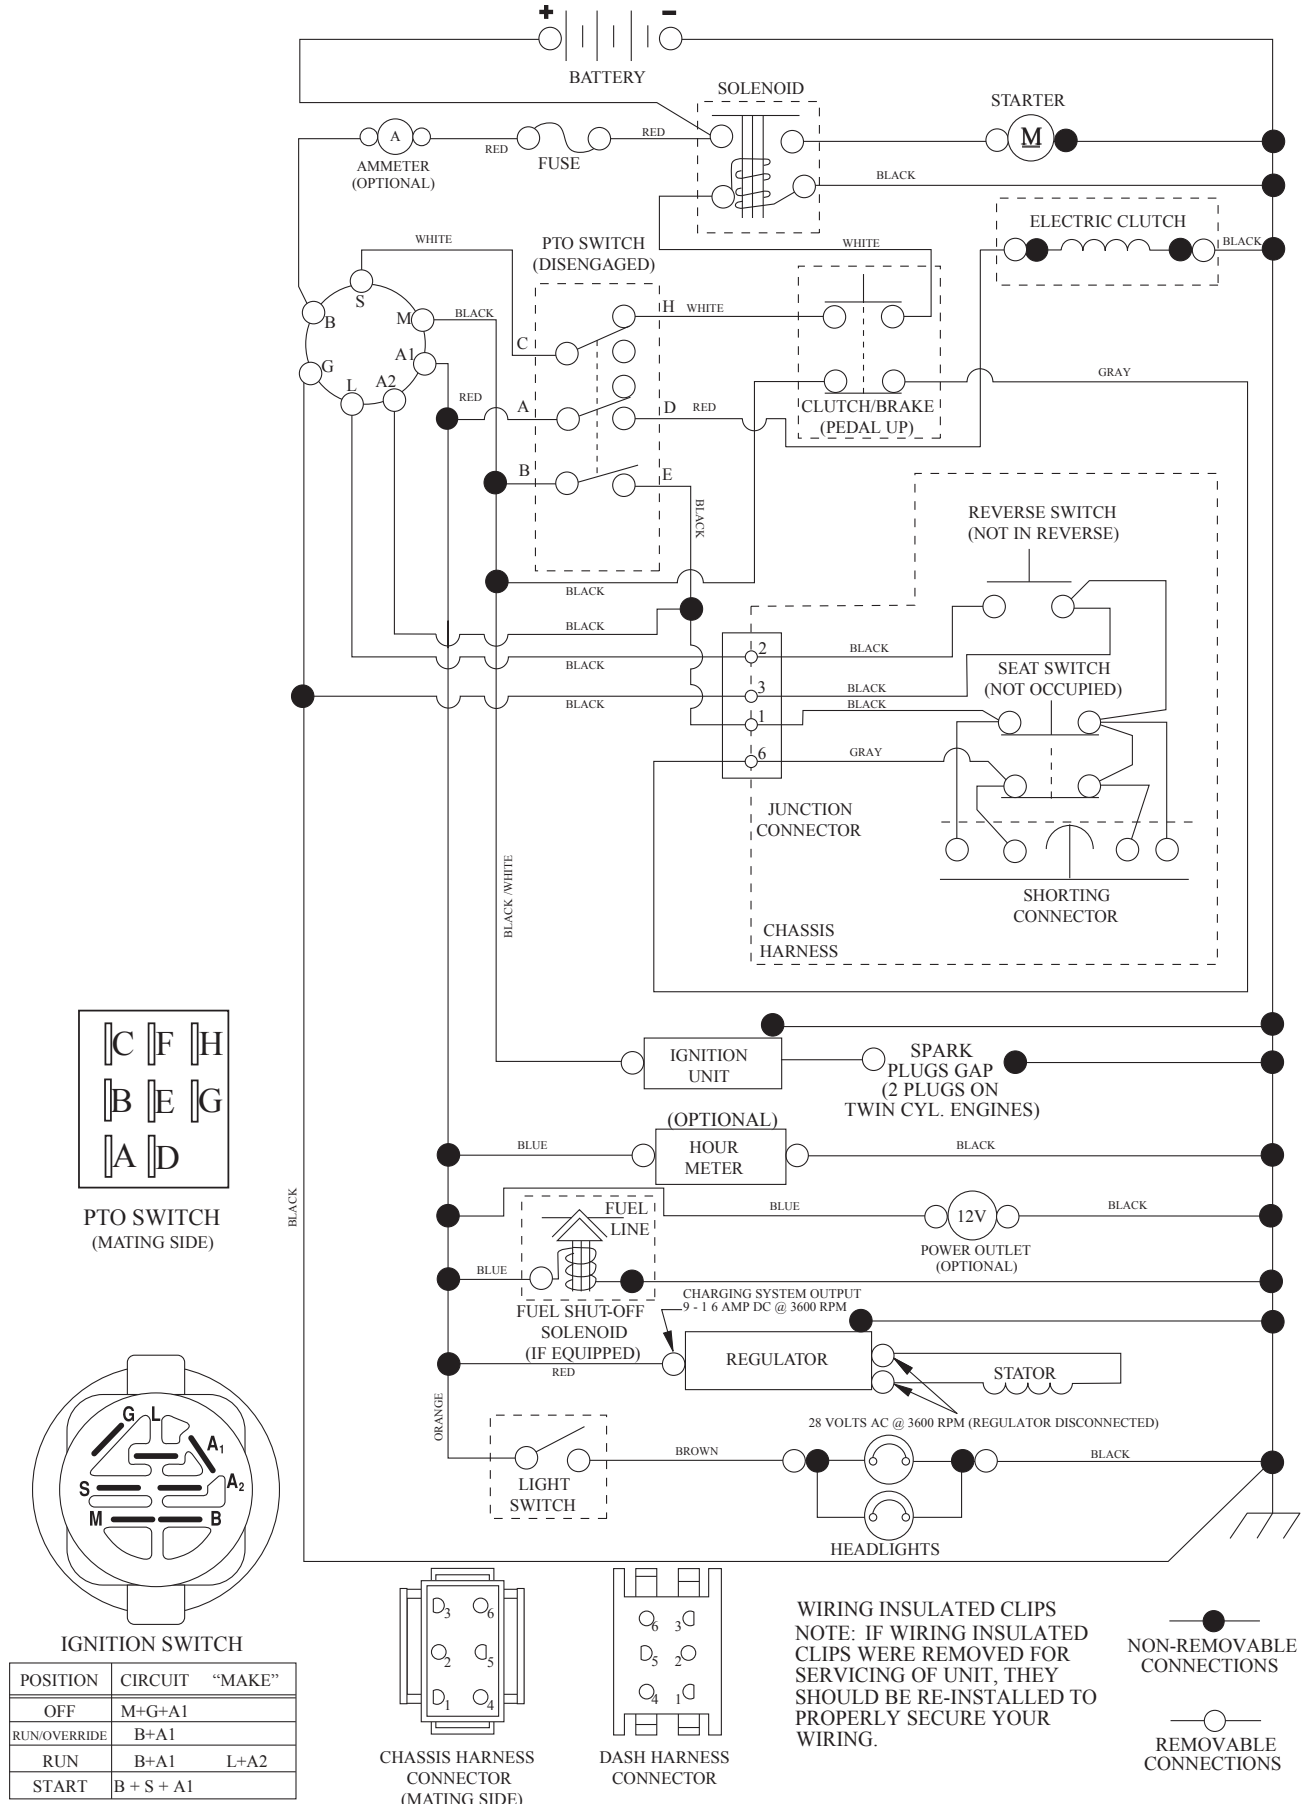 + −
BATTERY
SOLENOID
STARTER
A
M
RED
FUSE
RED
AMMETER
(OPTIONAL)
BLACK
ELECTRIC CLUTCH
BLACK
WHITE
PTO SWITCH
(DISENGAGED)
WHITE
S
B
M
BLACK
H
WHITE
C
A1
G
L
A2
RED
A
D
RED
GRAY
CLUTCH/BRAKE
(PEDAL UP)
B
E
BLACK
REVERSE SWITCH
(NOT IN REVERSE)
BLACK
BLACK
2
BLACK
BLACK
SEAT SWITCH
(NOT OCCUPIED)
3
BLACK
BLACK
BLACK
1
6
GRAY
JUNCTION
CONNECTOR
BLACK /WHITE
SHORTING
CONNECTOR
CHASSIS
HARNESS
C F H
B E G
A D
PTO SWITCH
(MATING SIDE)
BLACK
IGNITION
UNIT
SPARK
PLUGS GAP
(2 PLUGS ON
TWIN CYL. ENGINES)
(OPTIONAL)
BLUE
HOUR
METER
BLACK
FUEL
LINE
BLUE
12V
BLACK
POWER OUTLET
(OPTIONAL)
BLUE
CHARGING SYSTEM OUTPUT
9 - 1 6 AMP DC @ 3600 RPM
FUEL SHUT-OFF
SOLENOID
(IF EQUIPPED)
RED
REGULATOR
STATOR
ORANGE
28 VOLTS AC @ 3600 RPM (REGULATOR DISCONNECTED)
BROWN
BLACK
LIGHT
SWITCH
HEADLIGHTS
G L
A1
S
A2
M
B
IGNITION SWITCH
POSITION CIRCUIT “MAKE”
OFF M+G+A1
RUN/OVERRIDE B+A1
RUN B+A1 L+A2
START B + S + A1
3 6
2 5
1 4
CHASSIS HARNESS
CONNECTOR
(MATING SIDE)
6 3
5 2
4 1
DASH HARNESS
CONNECTOR
WIRING INSULATED CLIPS
NOTE: IF WIRING INSULATED
CLIPS WERE REMOVED FOR
SERVICING OF UNIT, THEY
SHOULD BE RE-INSTALLED TO
PROPERLY SECURE YOUR
WIRING.
NON-REMOVABLE
CONNECTIONS
REMOVABLE
CONNECTIONS